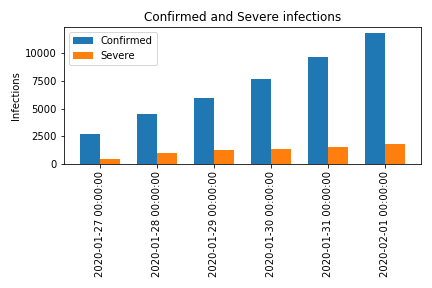 Confirmed and Severe infections
Confirmed
Severe
Infections
10000
7500
5000
2500
0
2020-01-27 00:00:00
2020-01-28 00:00:00
2020-01-29 00:00:00
2020-01-30 00:00:00
2020-01-31 00:00:00
2020-02-01 00:00:00